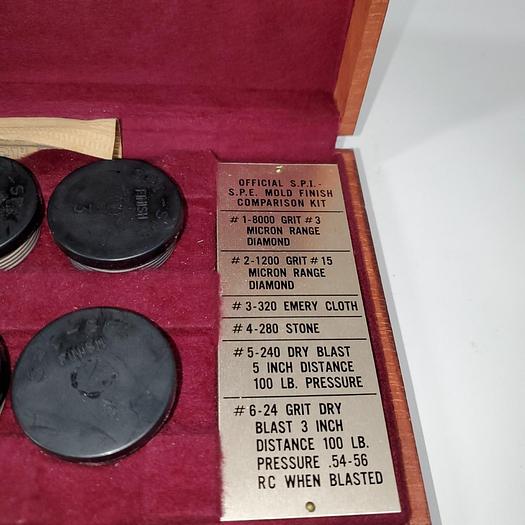 OFFICIAL S.P.I.-
S.P.E. MOLD FINISH
COMPARISON KIT
#1-8000 GRIT #3
MICRON RANGE
DIAMOND
#2-1200 GRIT #15
MICRON RANGE
DIAMOND
#3-320 EMERY CLOTH
#4-280 STONE
#5-240 DRY BLAST
5 INCH DISTANCE
100 LB. PRESSURE
#6-24 GRIT DRY
BLAST 3 INCH
DISTANCE 100 LB.
PRESSURE .54-56
RC WHEN BLASTED
FINISH
FINISH